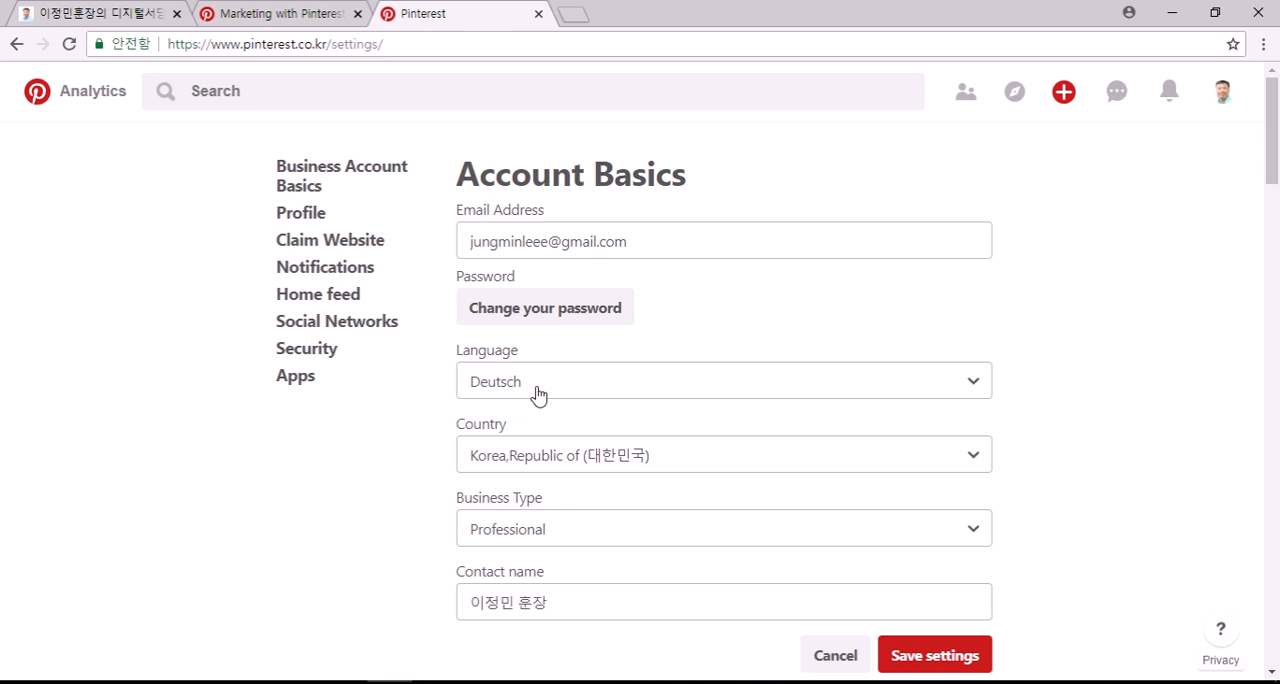 이정민훈장의 디지털서당
Marketing with Pinterest
Pinterest
안전함
https://www.pinterest.co.kr/settings/
Analytics
Search
Business Account
Basics
Profile
Claim Website
Notifications
Home feed
Social Networks
Security
Apps
Account Basics
Email Address
jungminleee@gmail.com
Password
Change your password
Language
Deutsch
Country
Korea,Republic of (대한민국)
Business Type
Professional
Contact name
이정민 훈장
Cancel
Save settings
?
Privacy